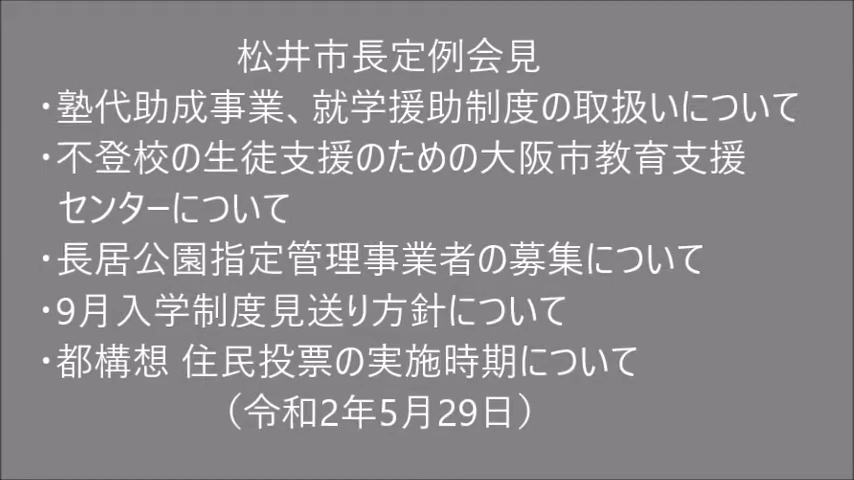 松井市長定例会見
・塾代助成事業、就学援助制度の取扱いについて
・不登校の生徒支援のための大阪市教育支援
センターについて
・長居公園指定管理事業者の募集について
・9月入学制度見送り方針について
・都構想 住民投票の実施時期について
（令和2年5月29日）